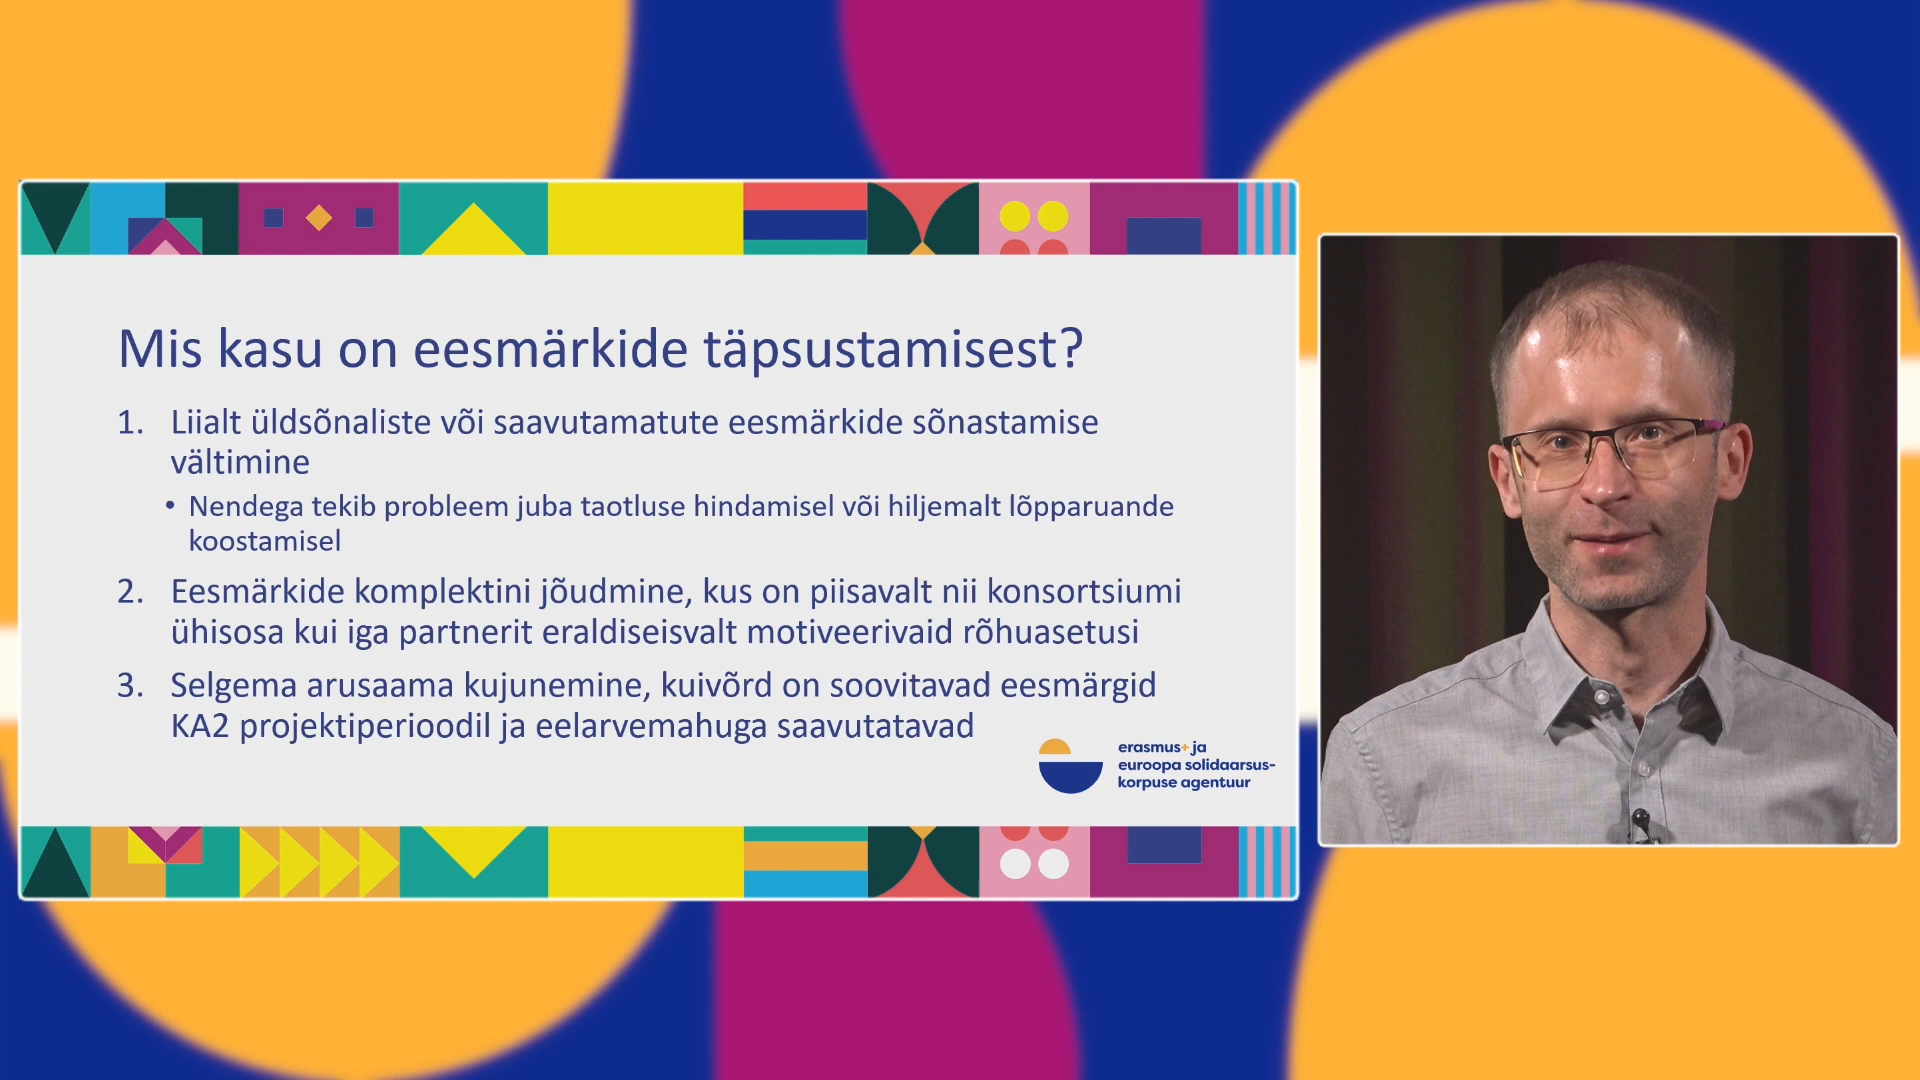 Mis kasu on eesmärkide täpsustamisest?
1. Liialt üldsõnaliste või saavutamatute eesmärkide sõnastamise
vältimine
• Nendega tekib probleem juba taotluse hindamisel või hiljemalt lõpparuande
koostamisel
2. Eesmärkide komplektini jõudmine, kus on piisavalt nii konsortsiumi
ühisosa kui iga partnerit eraldiseisvalt motiveerivaid rõhuasetusi
3. Selgema arusaama kujunemine, kuivõrd on soovitavad eesmärgid
KA2 projektiperioodil ja eelarvemahuga saavutatavad
erasmus+ ja
euroopa solidaarsus-
korpuse agentuur